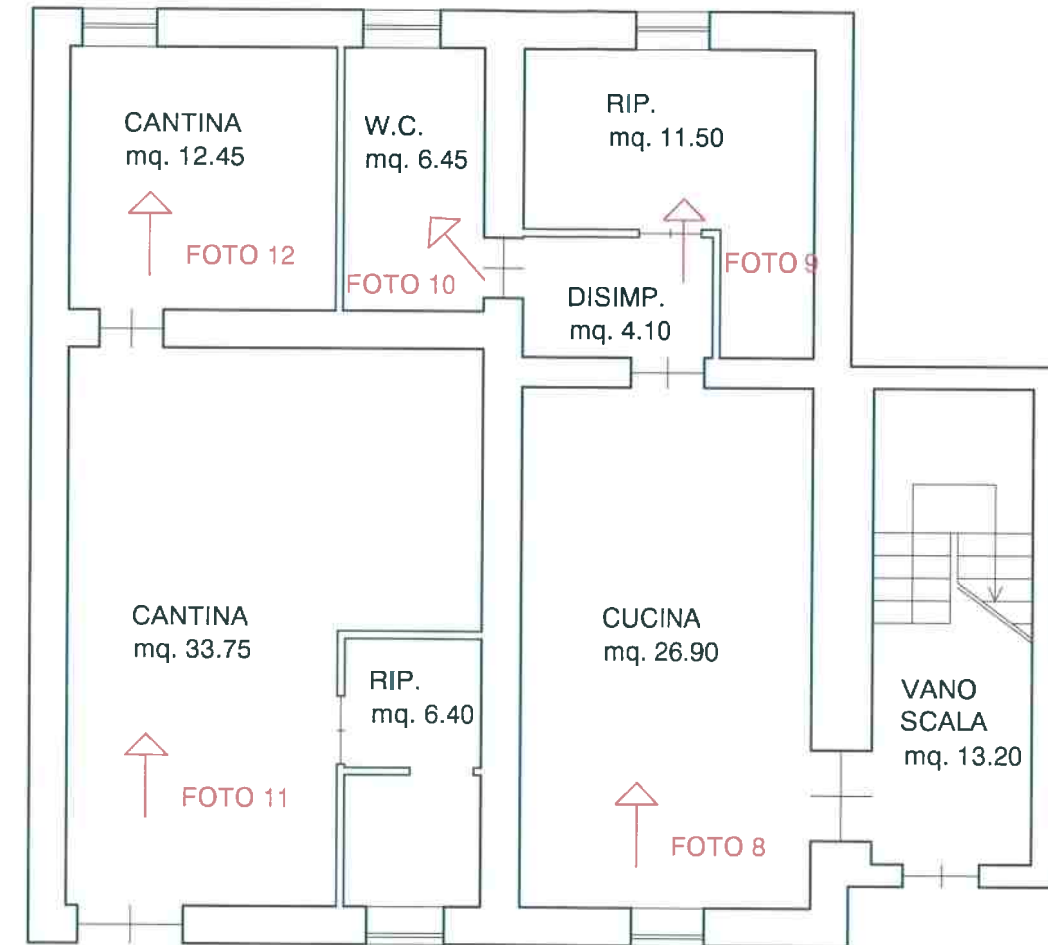 CANTINA
mq. 12.45
W.C.
mq. 6.45
RIP.
mq. 11.50
FOTO 12
FOTO 10
FOTO 9
DISIMP.
mq. 4.10
CANTINA
mq. 33.75
RIP.
mq. 6.40
CUCINA
mq. 26.90
VANO
SCALA
mq. 13.20
FOTO 11
FOTO 8